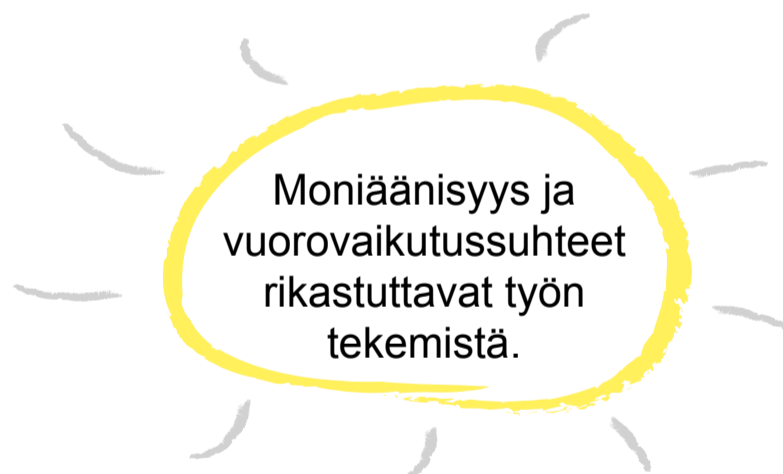 Moniäänisyys ja
vuorovaikutussuhteet
rikastuttavat työn
tekemistä.